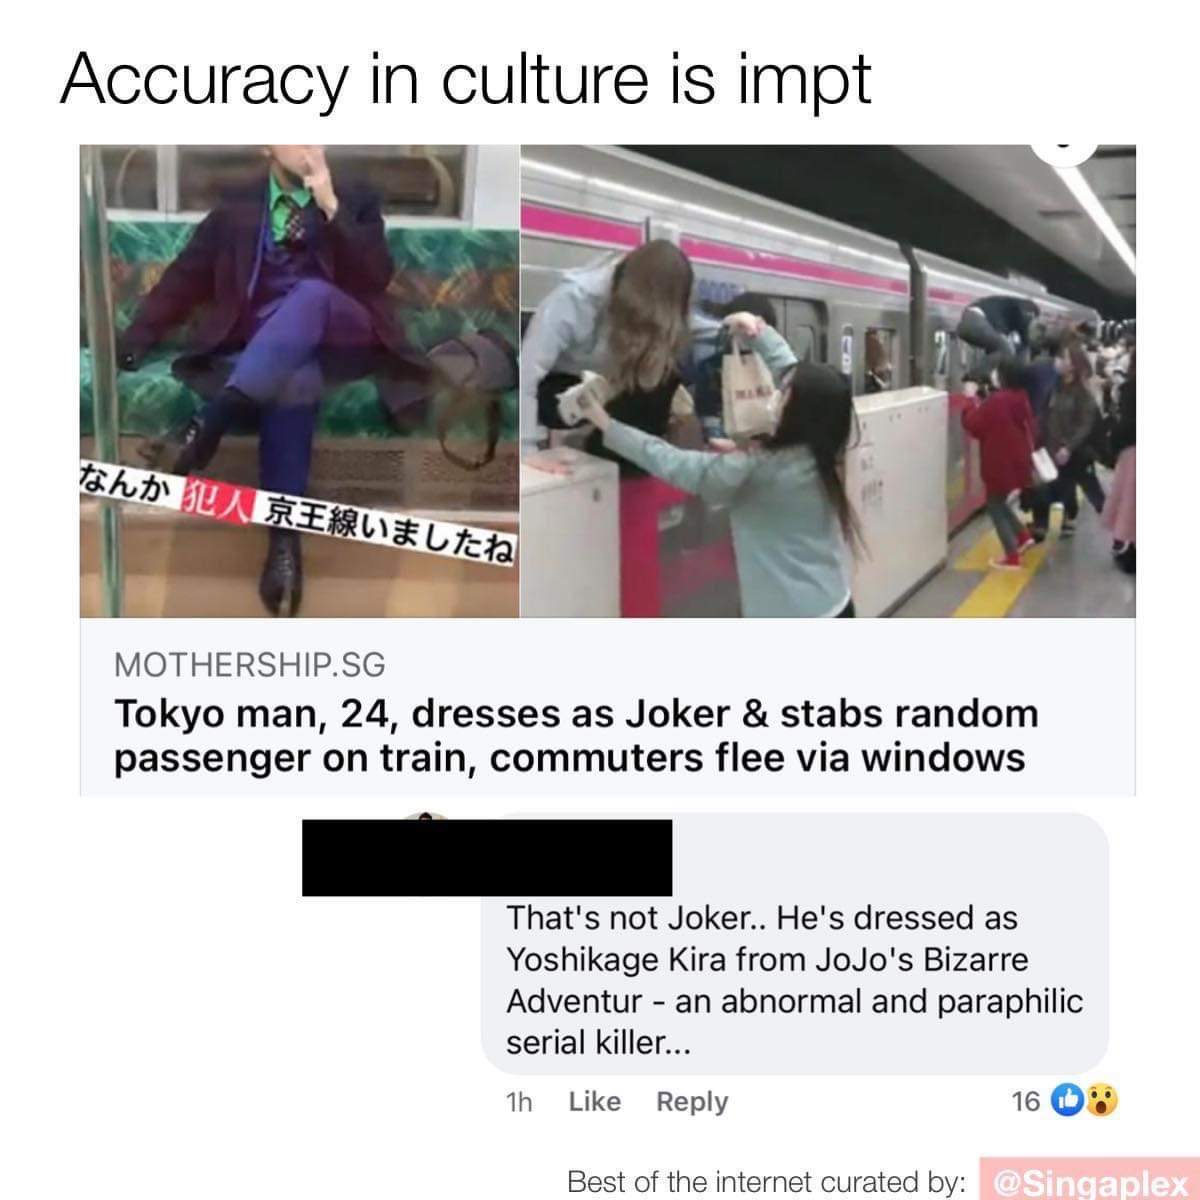 Accuracy in culture is impt
なんか 犯人 京王線いましたね
MOTHERSHIP.SG
Tokyo man, 24, dresses as Joker & stabs random
passenger on train, commuters flee via windows
That's not Joker.. He's dressed as
Yoshikage Kira from JoJo's Bizarre
Adventur - an abnormal and paraphilic
serial killer...
1h Like Reply 16
Best of the internet curated by: @Singaplex